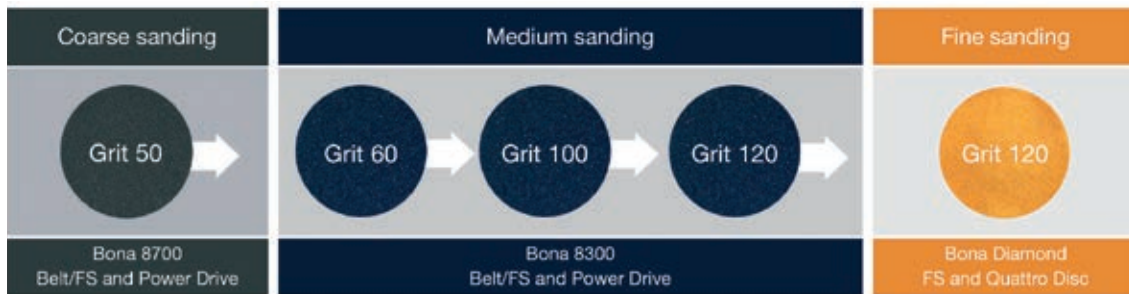 Coarse sanding
Medium sanding
Fine sanding
Grit 50
Grit 60
Grit 100
Grit 120
Grit 120
Bona 8700
Belt/FS and Power Drive
Bona 8300
Belt/FS and Power Drive
Bona Diamond
FS and Quattro Disc